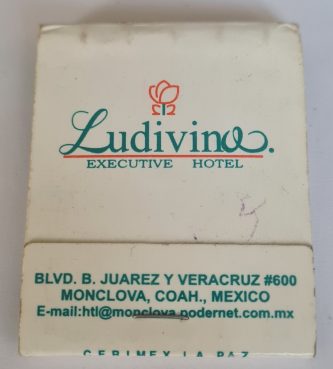 Ludivina.
EXECUTIVE HOTEL
BLVD. B. JUAREZ Y VERACRUZ #600
MONCLOVA, COAH., MEXICO
E-mail:htl@monclova.podernet.com.mx
CERIMEX LA PAZ